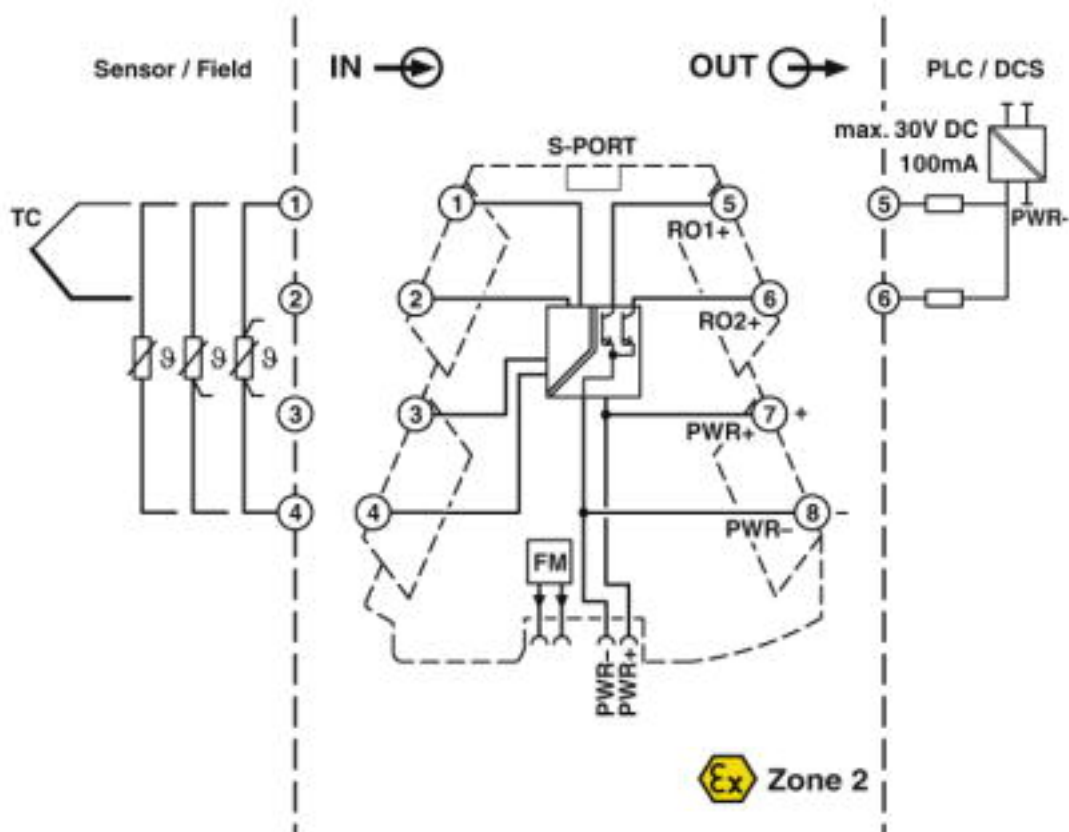 Sensor / Field
IN
OUT
PLC / DCS
max. 30V DC
100mA
S-PORT
TC
1
1
5
5
RO1+
PWR-
2
2
6
6
RO2+
ϑ
ϑ
ϑ
3
3
7
+
PWR+
4
4
8
-
PWR–
FM
PWR–
PWR+
Ex
Zone 2